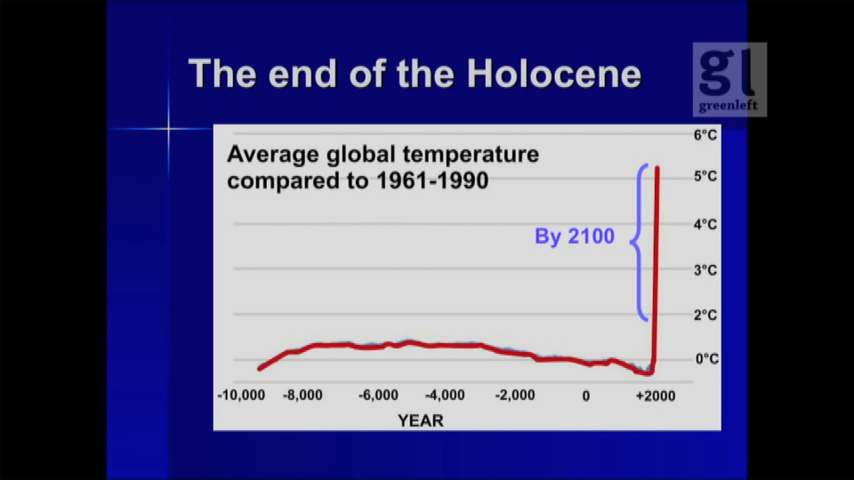 The end of the Holocene
gl
greenleft
Average global temperature
compared to 1961-1990
6°C
5°C
By 2100
4°C
3°C
2°C
0°C
-10,000 -8,000 -6,000 -4,000 -2,000 0 +2000
YEAR